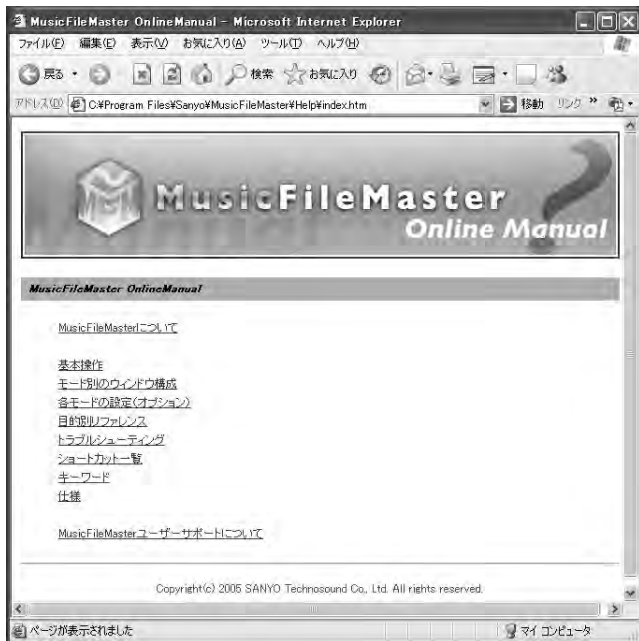 MusicFileMaster OnlineManual - Microsoft Internet Explorer
ファイル(F) 編集(E) 表示(V) お気に入り(A) ツール(T) ヘルプ(H)
戻る 検索 お気に入り
アドレス(D) C:¥Program Files¥Sanyo¥MusicFileMaster¥Help¥index.htm 移動 リンク »
MusicFileMaster
Online Manual
MusicFileMaster OnlineManual
MusicFileMasterについて
基本操作
モード別のウィンドウ構成
各モードの設定(オプション)
目的別リファレンス
トラブルシューティング
ショートカット一覧
キーワード
仕様
MusicFileMasterユーザーサポートについて
Copyright(c) 2005 SANYO Technosound Co., Ltd. All rights reserved.
ページが表示されました マイ コンピュータ